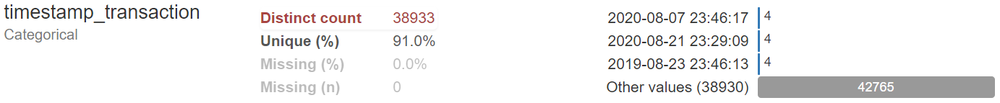 timestamp_transaction
Categorical
Distinct count 38933
Unique (%) 91.0%
Missing (%) 0.0%
Missing (n) 0
2020-08-07 23:46:17 4
2020-08-21 23:29:09 4
2019-08-23 23:46:13 4
Other values (38930) 42765